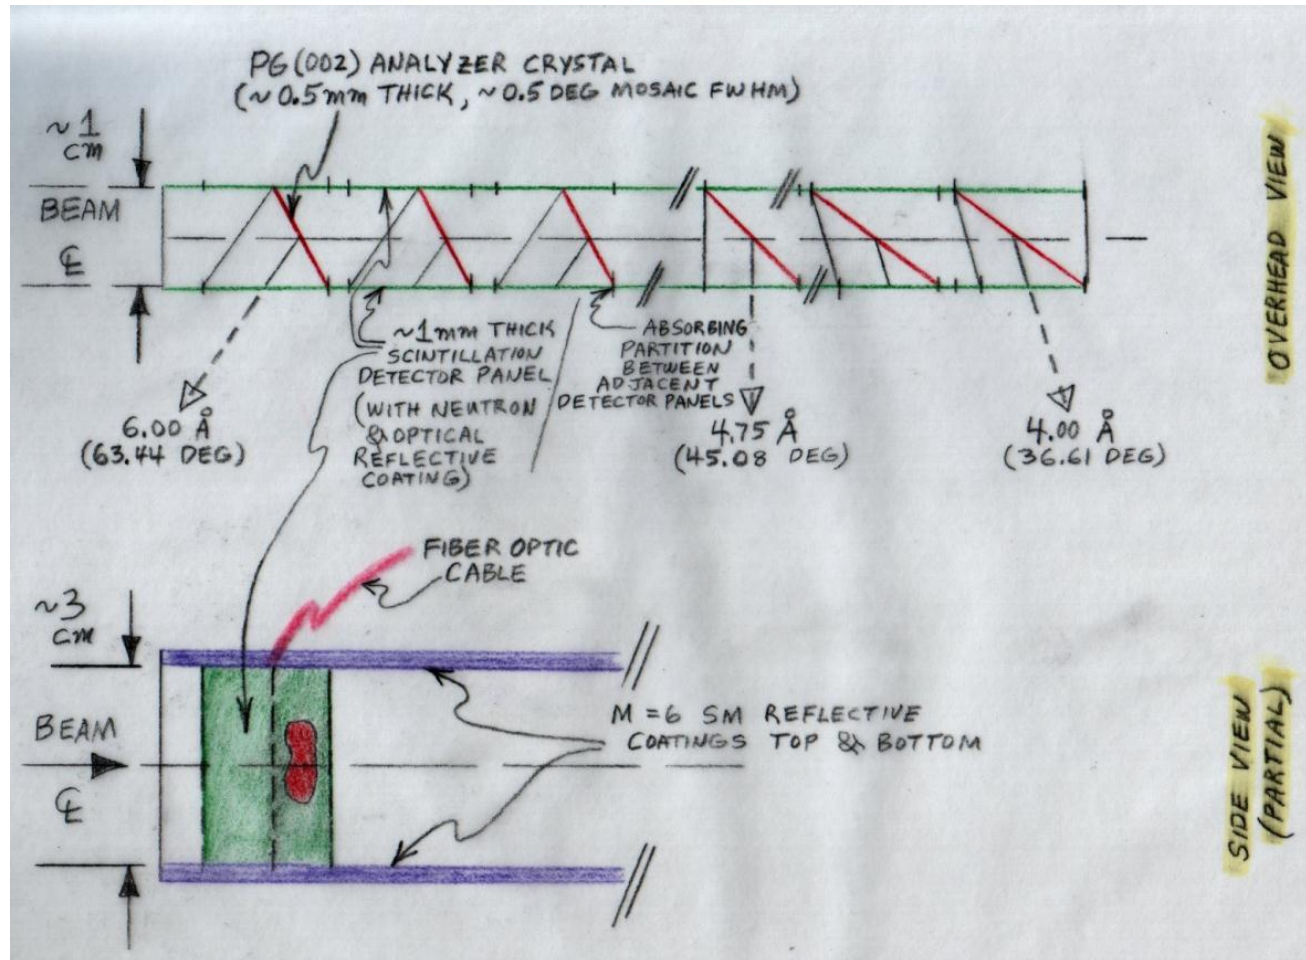 PG(002) ANALYZER CRYSTAL
(~0.5mm THICK, ~0.5 DEG MOSAIC FWHM)
~1
cm
BEAM
℄
OVERHEAD VIEW
~1mm THICK
SCINTILLATION
DETECTOR PANEL
(WITH NEUTRON
& OPTICAL
REFLECTIVE
COATING)
ABSORBING
PARTITION
BETWEEN
ADJACENT
DETECTOR PANELS
6.00 Å
(63.44 DEG)
4.75 Å
(45.08 DEG)
4.00 Å
(36.61 DEG)
FIBER OPTIC
CABLE
~3
cm
BEAM
℄
M=6 SM REFLECTIVE
COATINGS TOP & BOTTOM
SIDE VIEW
(PARTIAL)